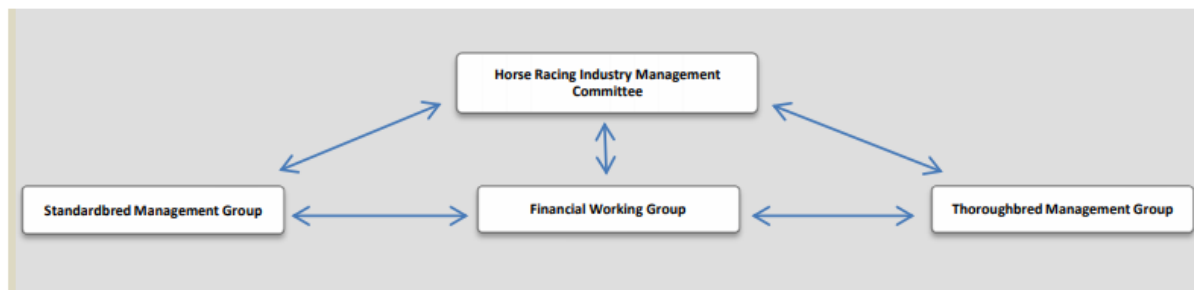 Horse Racing Industry Management
Committee
Standardbred Management Group
Financial Working Group
Thoroughbred Management Group